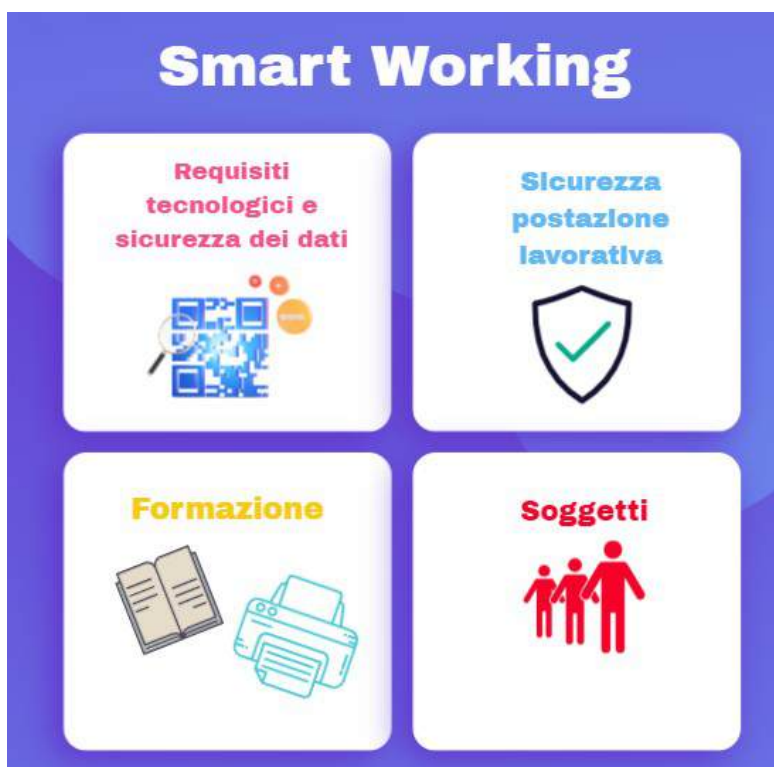 Smart Working
Requisiti
tecnologici e
sicurezza dei dati
Sicurezza
postazione
lavorativa
Formazione
Soggetti